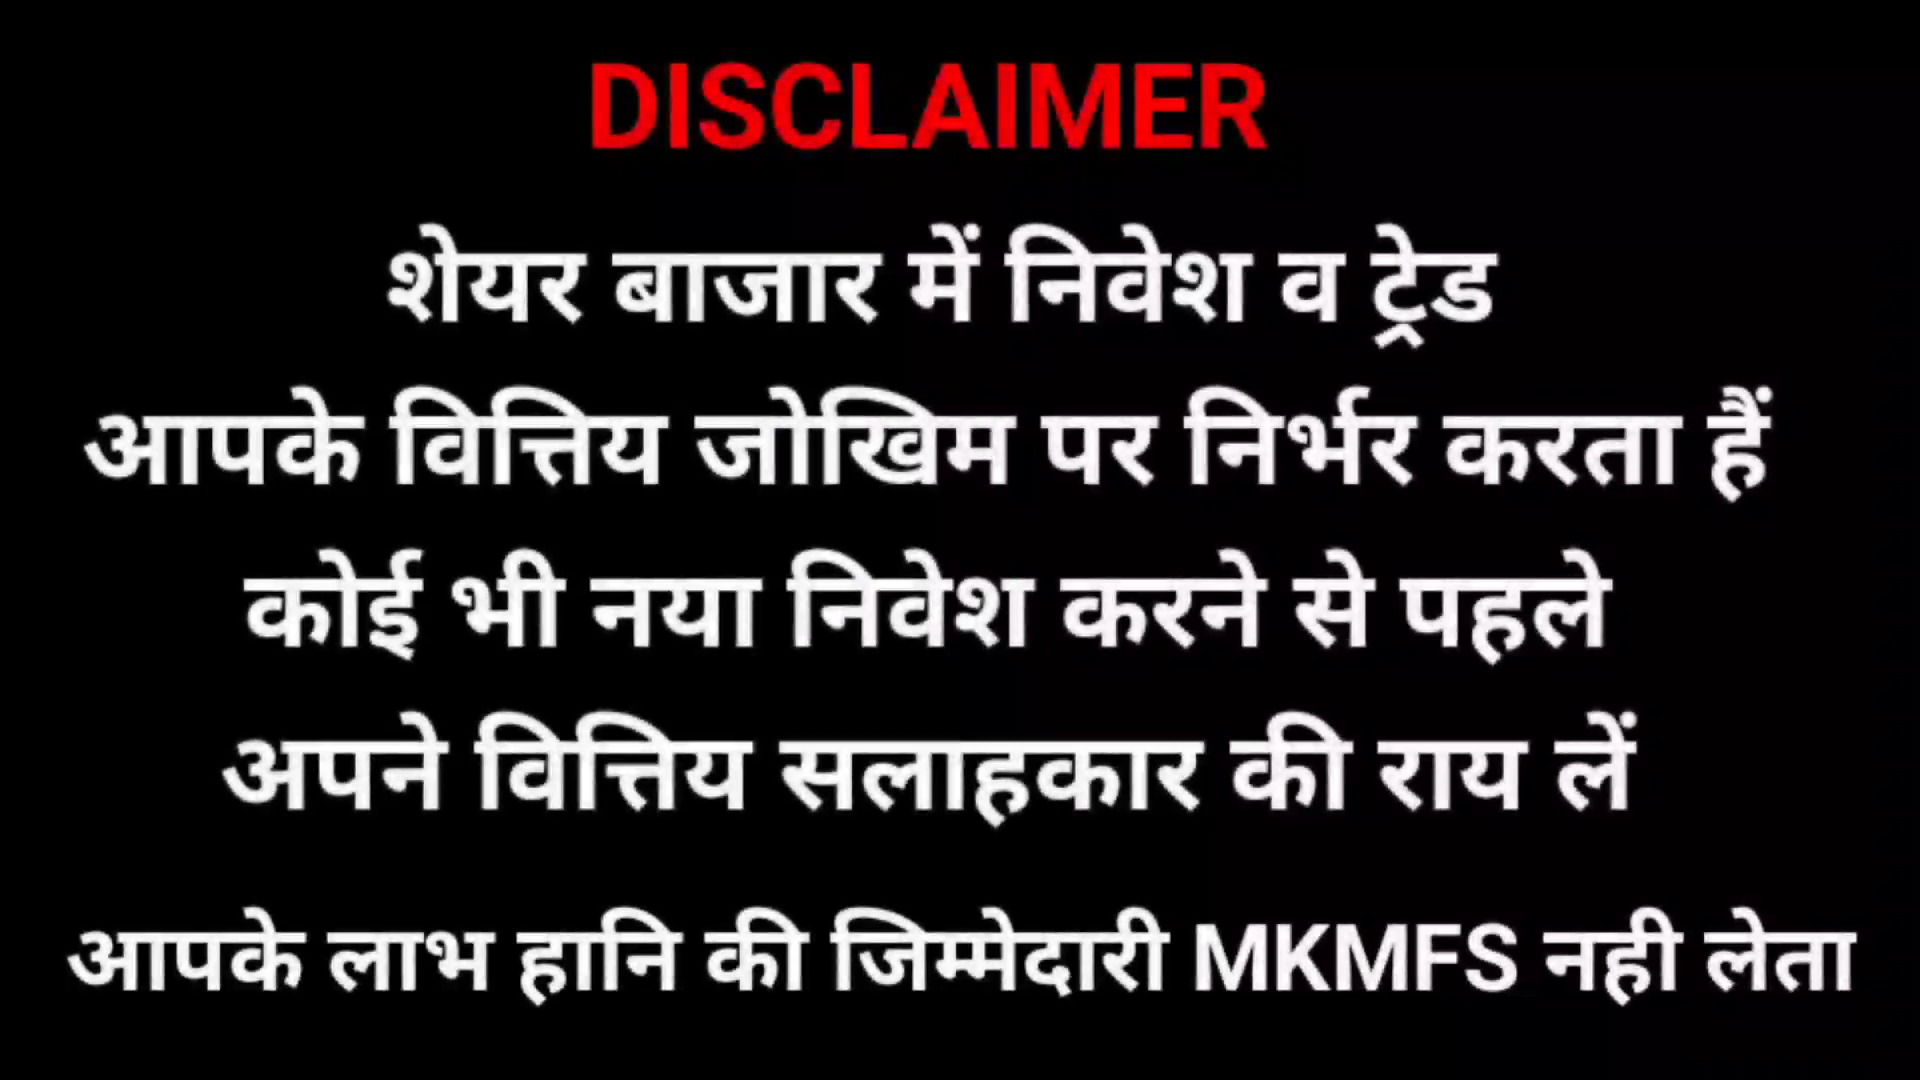 DISCLAIMER
शेयर बाजार में निवेश व ट्रेड
आपके वित्तिय जोखिम पर निर्भर करता हैं
कोई भी नया निवेश करने से पहले
अपने वित्तिय सलाहकार की राय लें
आपके लाभ हानि की जिम्मेदारी MKMFS नही लेता